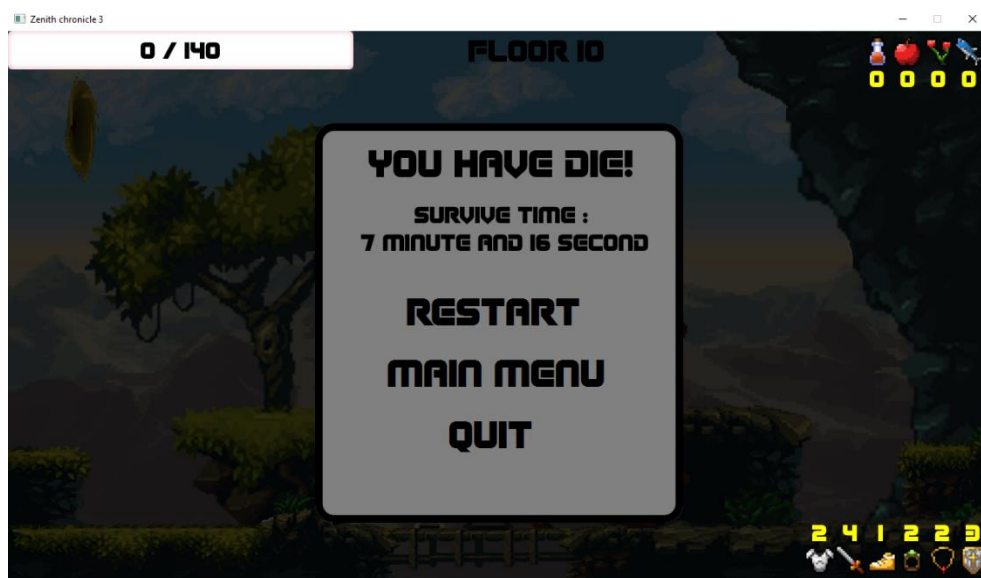 Zenith chronicle 3
0 / 140
FLOOR 10
0 0 0 0
YOU HAVE DIE!
SURVIVE TIME :
7 MINUTE AND 16 SECOND
RESTART
MAIN MENU
QUIT
2 4 1 2 2 3